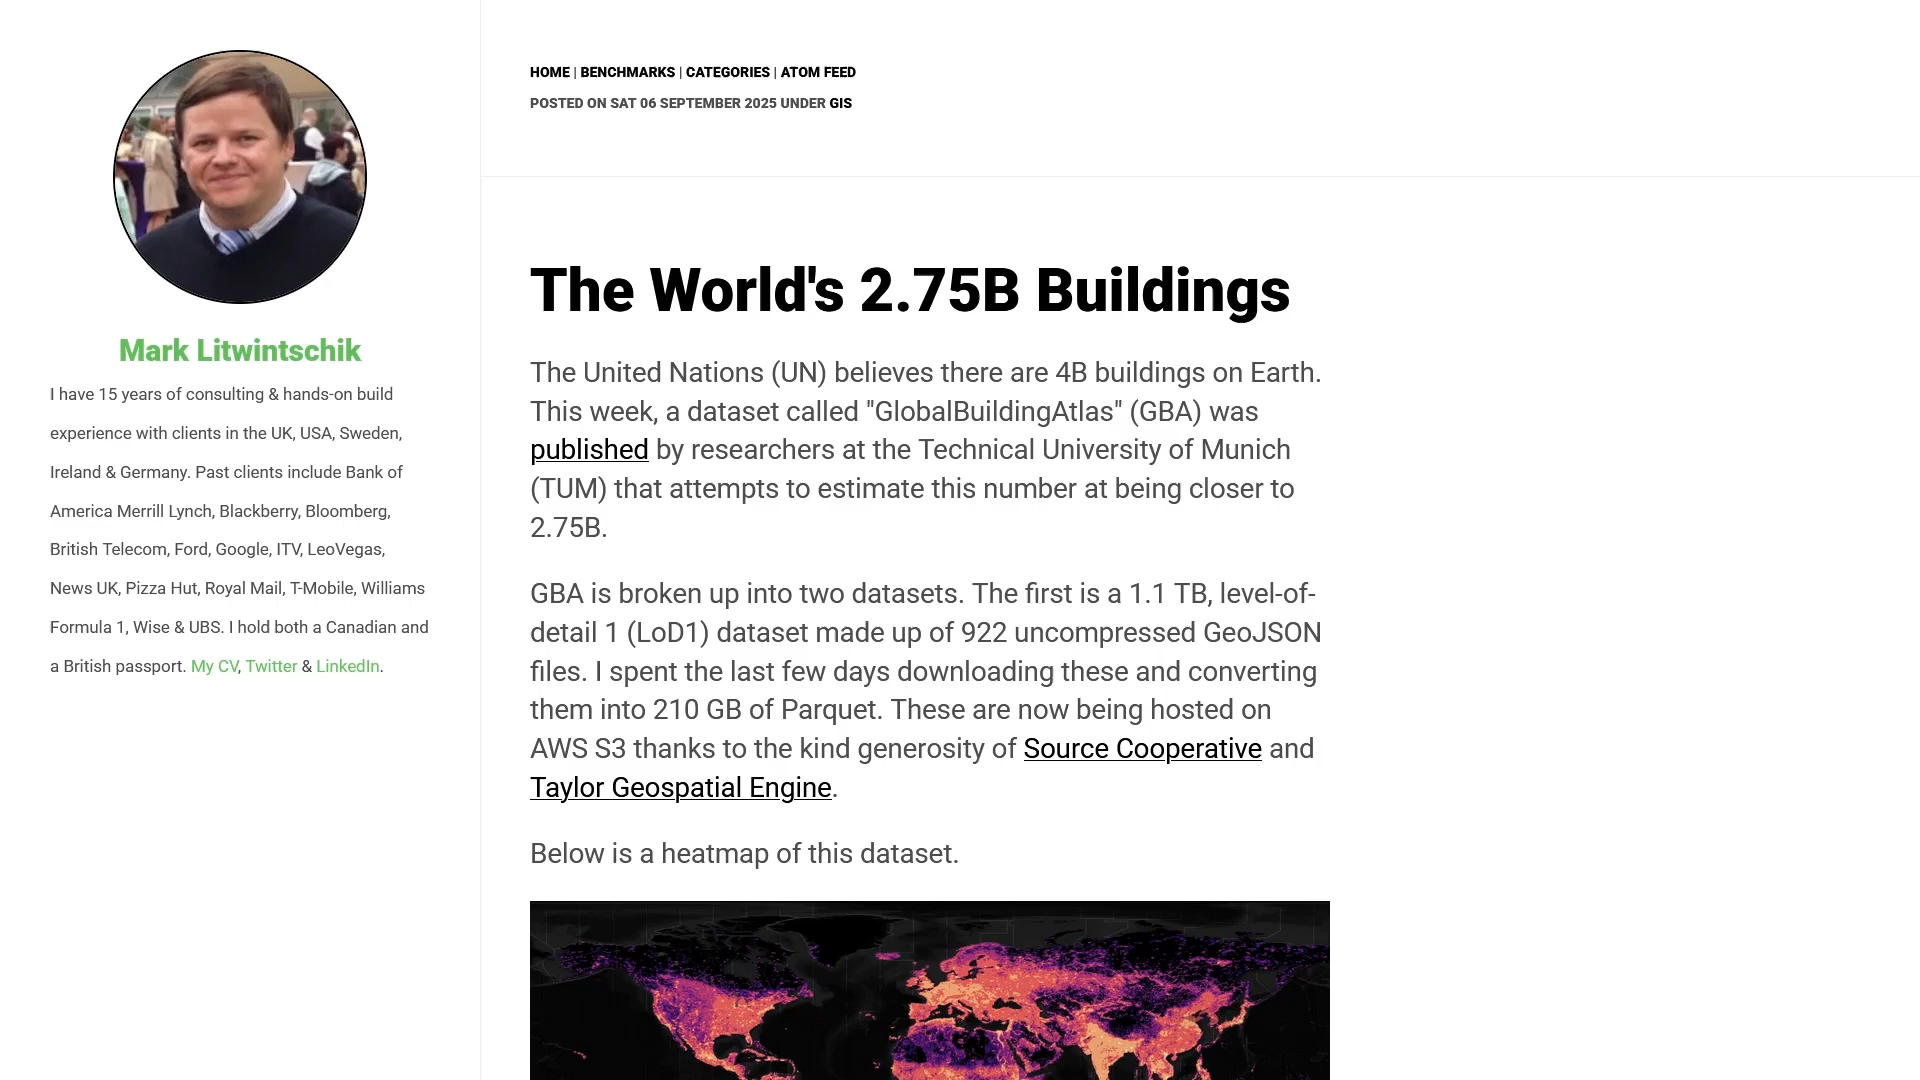 Mark Litwintschik
I have 15 years of consulting & hands-on build
experience with clients in the UK, USA, Sweden,
Ireland & Germany. Past clients include Bank of
America Merrill Lynch, Blackberry, Bloomberg,
British Telecom, Ford, Google, ITV, LeoVegas,
News UK, Pizza Hut, Royal Mail, T-Mobile, Williams
Formula 1, Wise & UBS. I hold both a Canadian and
a British passport. My CV, Twitter & LinkedIn.
HOME | BENCHMARKS | CATEGORIES | ATOM FEED
POSTED ON SAT 06 SEPTEMBER 2025 UNDER GIS
The World's 2.75B Buildings
The United Nations (UN) believes there are 4B buildings on Earth.
This week, a dataset called "GlobalBuildingAtlas" (GBA) was
published by researchers at the Technical University of Munich
(TUM) that attempts to estimate this number at being closer to
2.75B.
GBA is broken up into two datasets. The first is a 1.1 TB, level-of-
detail 1 (LoD1) dataset made up of 922 uncompressed GeoJSON
files. I spent the last few days downloading these and converting
them into 210 GB of Parquet. These are now being hosted on
AWS S3 thanks to the kind generosity of Source Cooperative and
Taylor Geospatial Engine.
Below is a heatmap of this dataset.